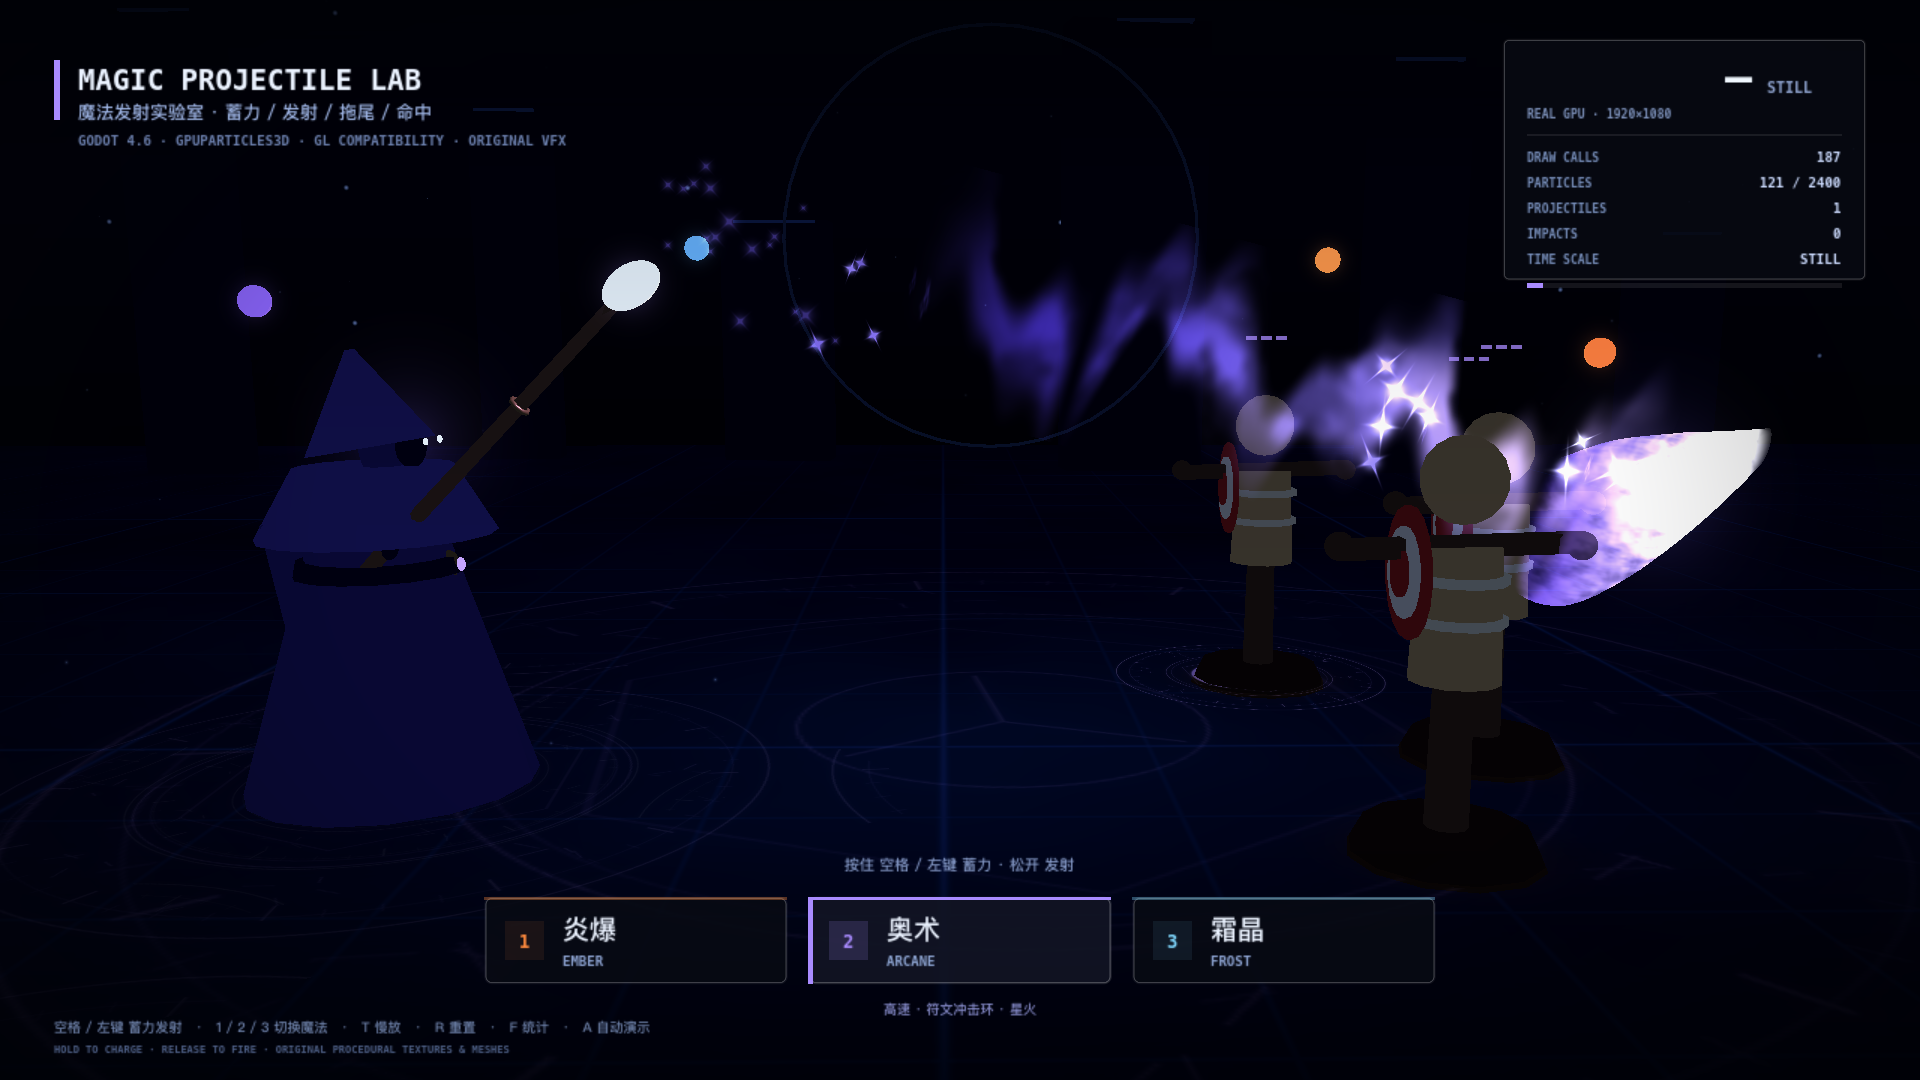 MAGIC PROJECTILE LAB
魔法发射实验室 · 蓄力 / 发射 / 拖尾 / 命中
GODOT 4.6 · GPUPARTICLES3D · GL COMPATIBILITY · ORIGINAL VFX
— STILL
REAL GPU · 1920×1080
DRAW CALLS 187
PARTICLES 121 / 2400
PROJECTILES 1
IMPACTS 0
TIME SCALE STILL
按住 空格 / 左键 蓄力 · 松开 发射
1 炎爆
EMBER
2 奥术
ARCANE
3 霜晶
FROST
高速 · 符文冲击环 · 星火
空格 / 左键 蓄力发射 · 1 / 2 / 3 切换魔法 · T 慢放 · R 重置 · F 统计 · A 自动演示
HOLD TO CHARGE · RELEASE TO FIRE · ORIGINAL PROCEDURAL TEXTURES & MESHES